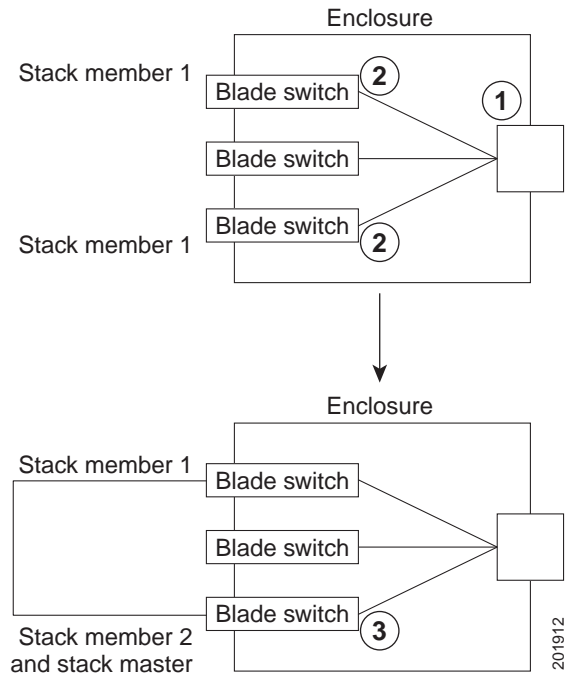 Enclosure
Stack member 1
Blade switch
2
1
Blade switch
Blade switch
Stack member 1
2
Enclosure
Stack member 1
Blade switch
Blade switch
Blade switch
3
Stack member 2
and stack master
201912